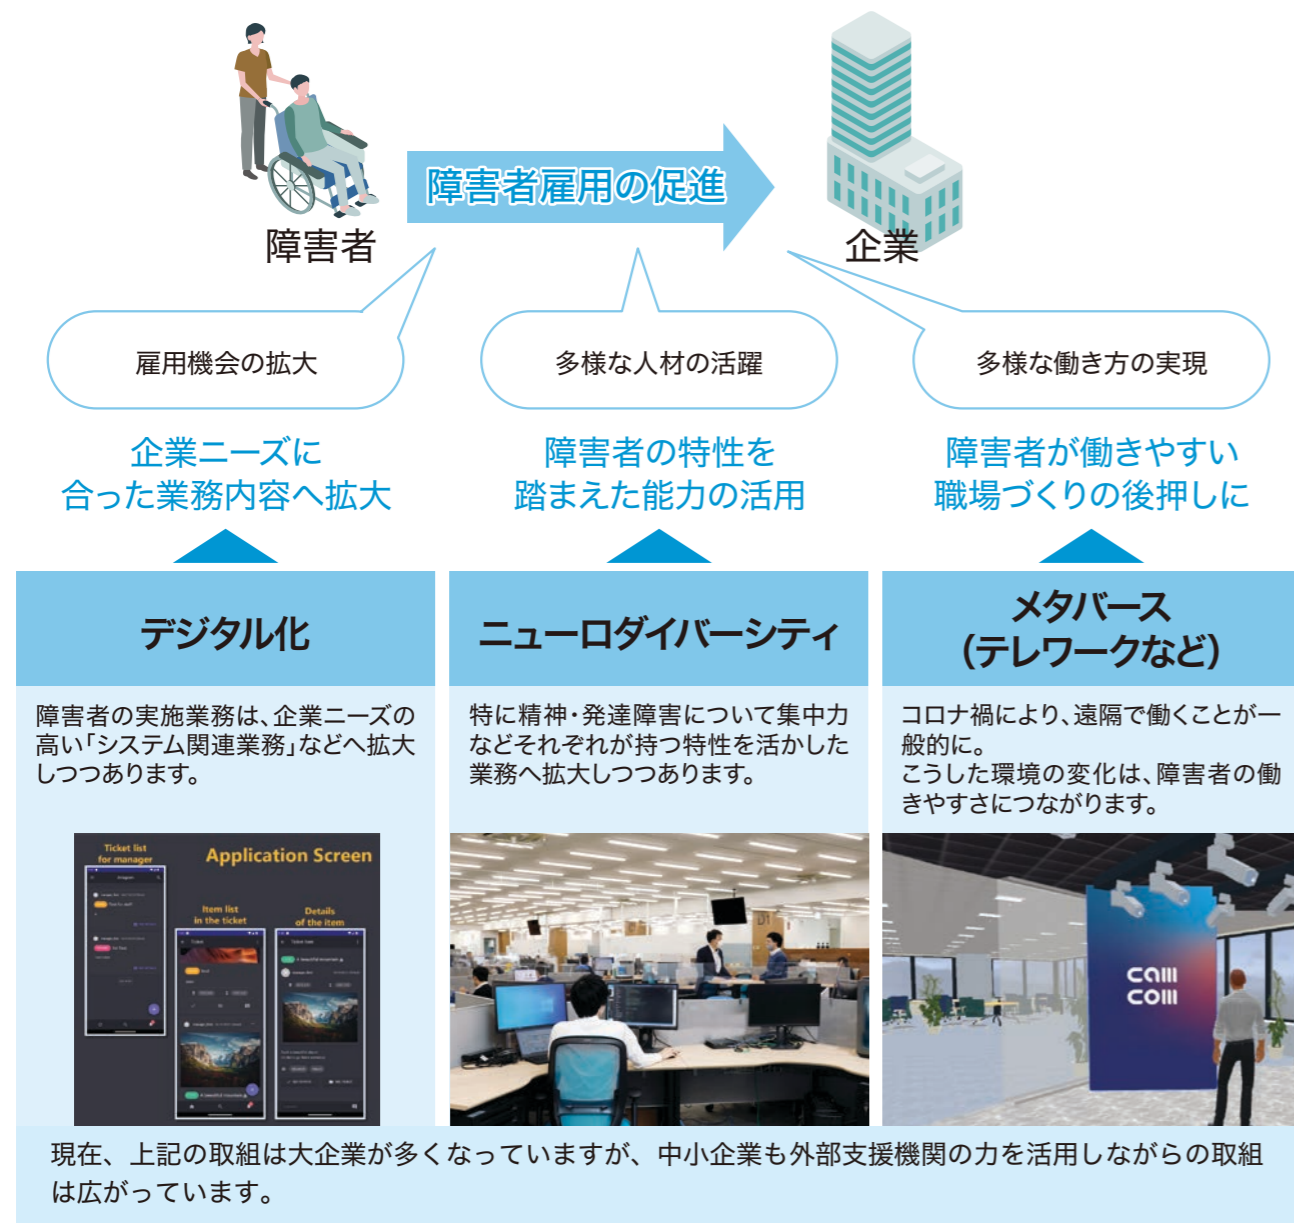 障害者雇用の促進
障害者
企業
雇用機会の拡大
多様な人材の活躍
多様な働き方の実現
企業ニーズに
合った業務内容へ拡大
障害者の特性を
踏まえた能力の活用
障害者が働きやすい
職場づくりの後押しに
デジタル化
障害者の実施業務は、企業ニーズの
高い「システム関連業務」などへ拡大
しつつあります。
Ticket list
for manager
Application Screen
Item list
in the ticket
Details
of the item
ニューロダイバーシティ
特に精神・発達障害について集中力
などそれぞれが持つ特性を活かした
業務へ拡大しつつあります。
メタバース
（テレワークなど）
コロナ禍により、遠隔で働くことが一
般的に。
こうした環境の変化は、障害者の働
きやすさにつながります。
cam
com
現在、上記の取組は大企業が多くなっていますが、中小企業も外部支援機関の力を活用しながらの取組
は広がっています。